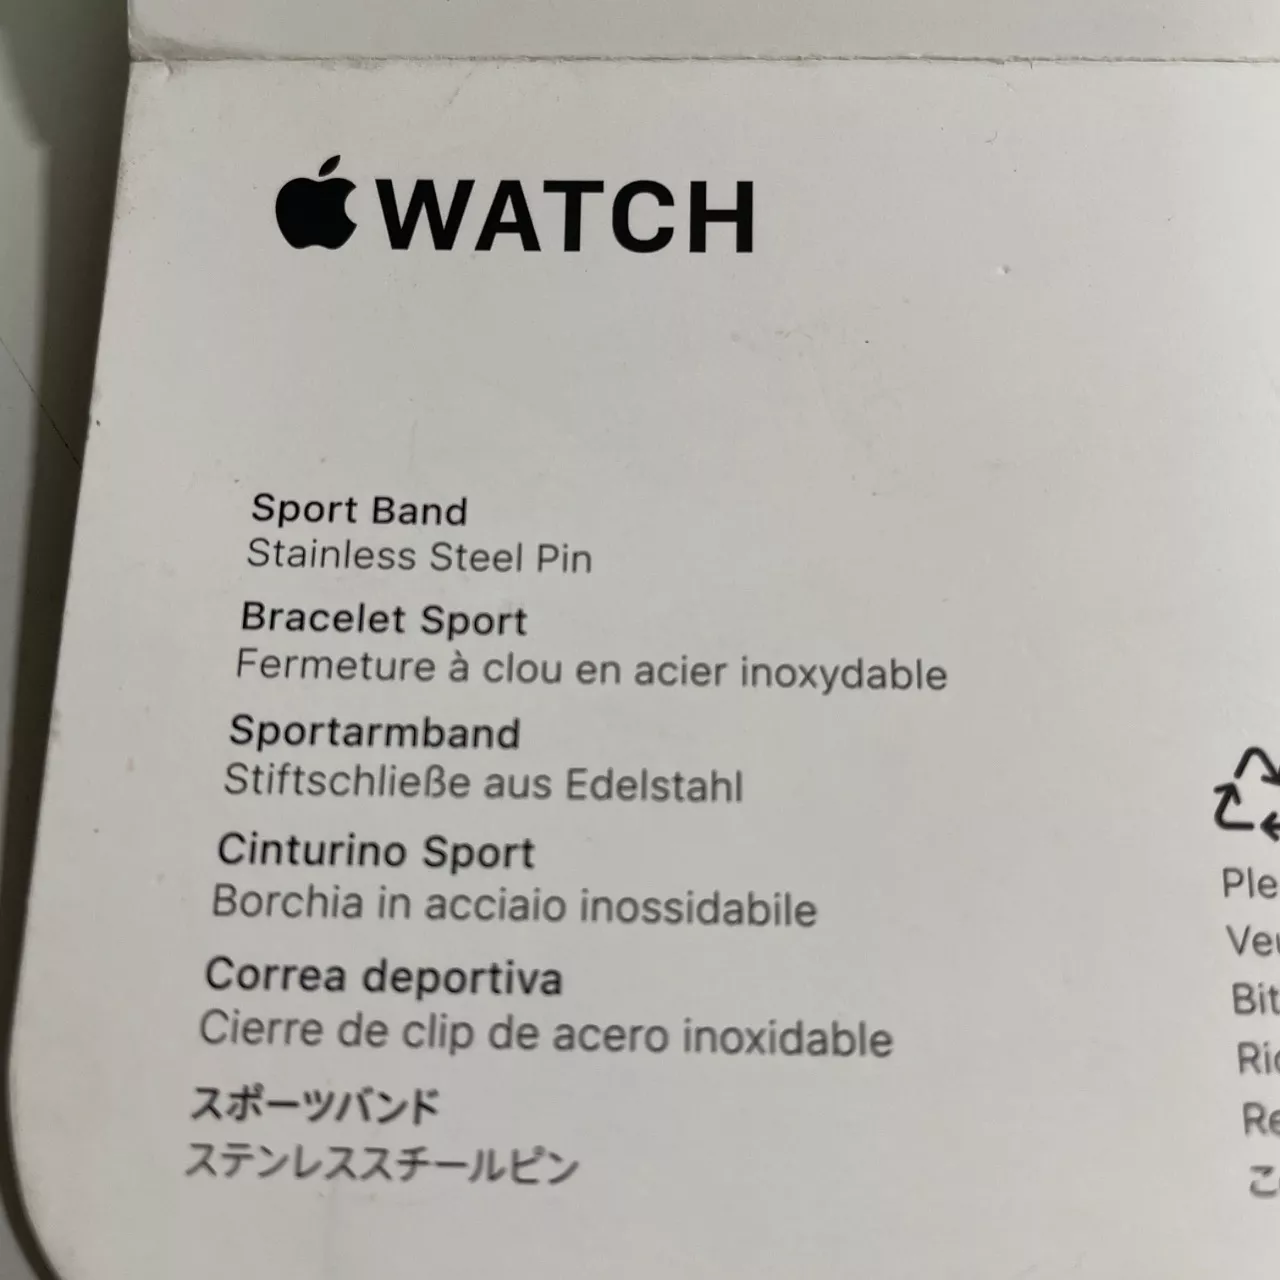 WATCH
Sport Band
Stainless Steel Pin
Bracelet Sport
Fermeture à clou en acier inoxydable
Sportarmband
Stiftschließe aus Edelstahl
Cinturino Sport
Borchia in acciaio inossidabile
Correa deportiva
Cierre de clip de acero inoxidable
スポーツバンド
ステンレススチールピン